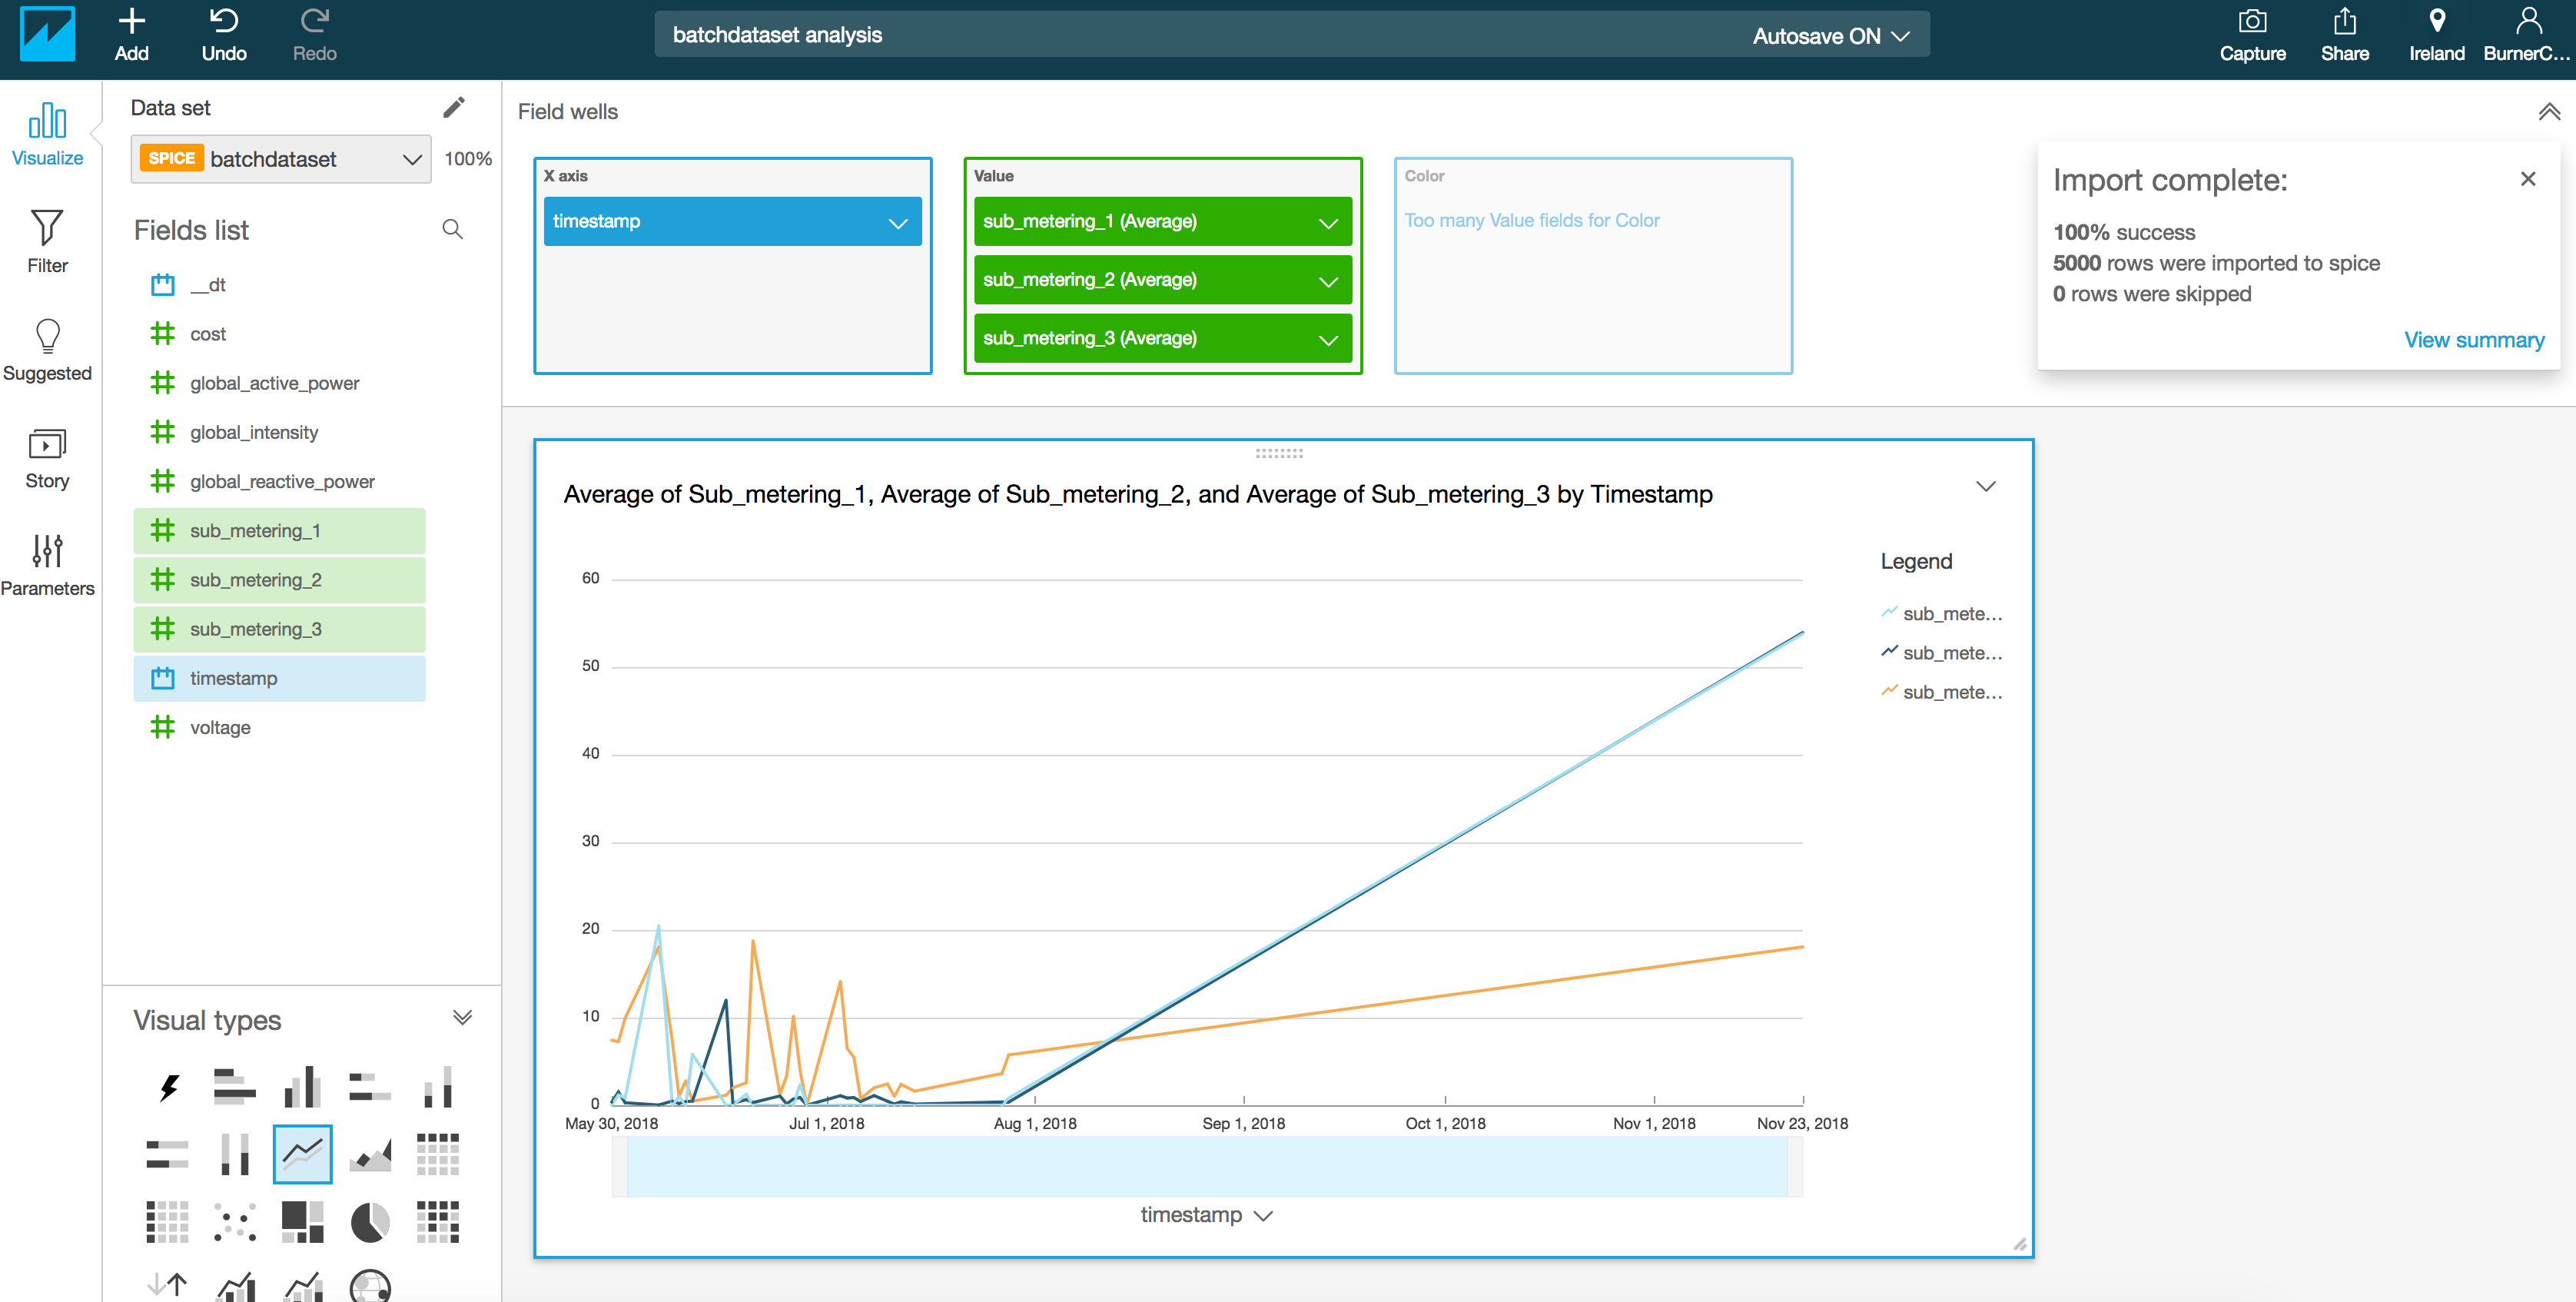 Add
Undo
Redo
batchdataset analysis
Autosave ON
Capture
Share
Ireland
BurnerC...
Visualize
Filter
Suggested
Story
Parameters
Data set
SPICE batchdataset
100%
Fields list
__dt
cost
global_active_power
global_intensity
global_reactive_power
sub_metering_1
sub_metering_2
sub_metering_3
timestamp
voltage
Visual types
Field wells
X axis
timestamp
Value
sub_metering_1 (Average)
sub_metering_2 (Average)
sub_metering_3 (Average)
Color
Too many Value fields for Color
Import complete:
100% success
5000 rows were imported to spice
0 rows were skipped
View summary
Average of Sub_metering_1, Average of Sub_metering_2, and Average of Sub_metering_3 by Timestamp
60
50
40
30
20
10
0
May 30, 2018
Jul 1, 2018
Aug 1, 2018
Sep 1, 2018
Oct 1, 2018
Nov 1, 2018
Nov 23, 2018
timestamp
Legend
sub_mete...
sub_mete...
sub_mete...